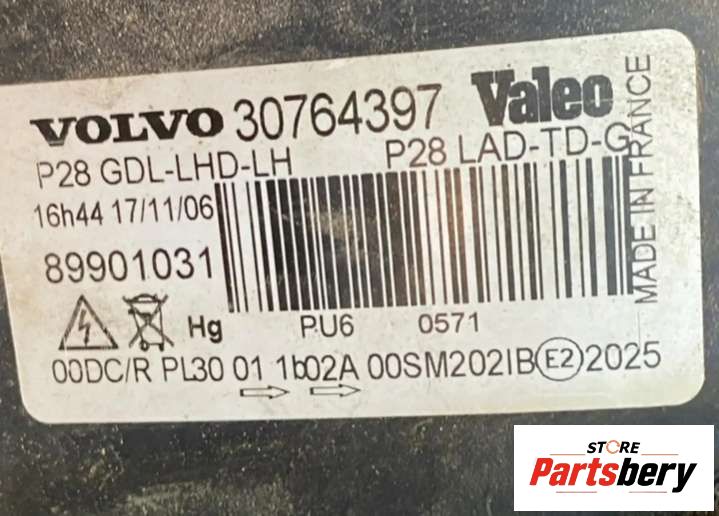 VOLVO 30764397 Valeo
P28 GDL-LHD-LH P28 LAD-TD-G
16h44 17/11/06
89901031
MADE IN FRANCE
Hg P.U6 0571
00DC/R PL30 01 1b02A 00SM202IB E2 2025
STORE
Partsbery